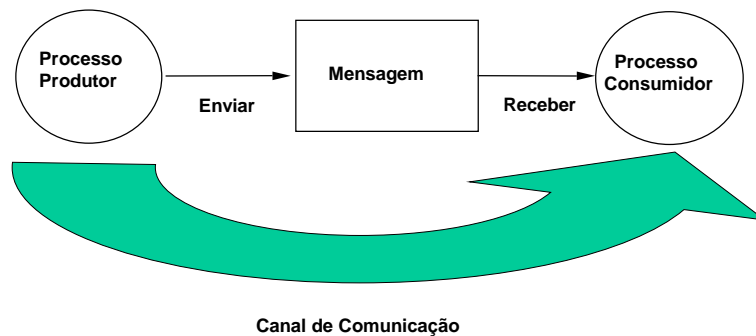 Processo
Produtor
Enviar
Mensagem
Receber
Processo
Consumidor
Canal de Comunicação